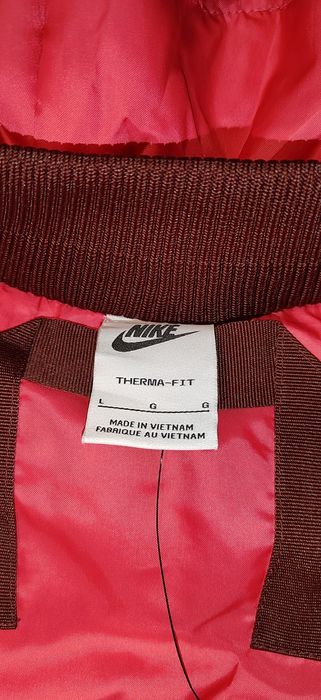 NIKE
THERMA-FIT
L G G
MADE IN VIETNAM
FABRIQUE AU VIETNAM